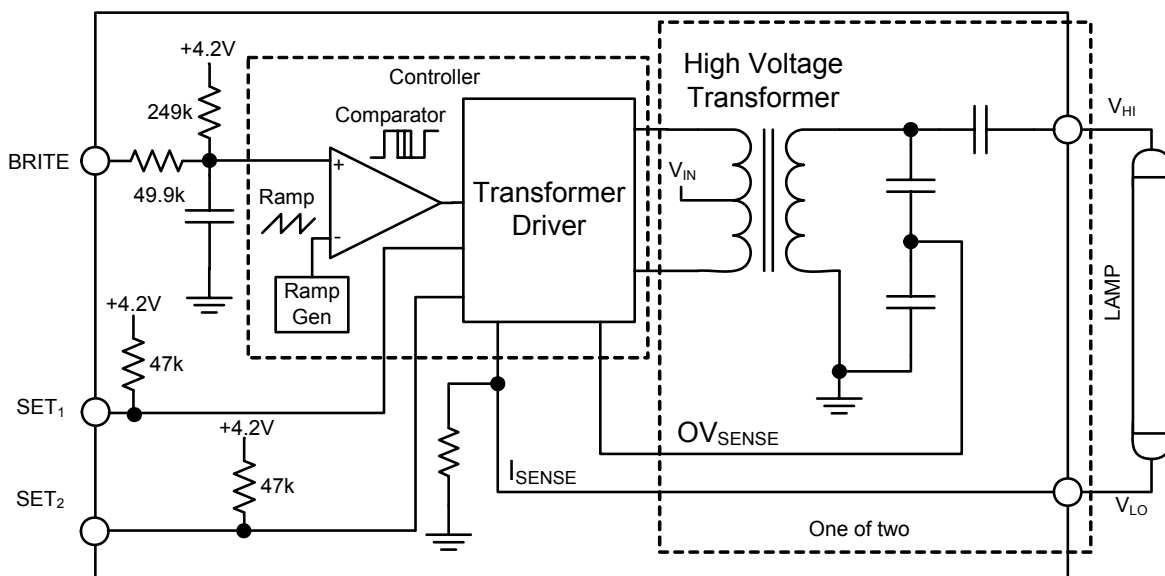 +4.2V
249k
BRITE
49.9k
Controller
Comparator
+
-
Ramp
Ramp
Gen
Transformer
Driver
High Voltage
Transformer
V_IN
V_HI
LAMP
V_LO
+4.2V
47k
SET_1
+4.2V
47k
SET_2
OV_SENSE
I_SENSE
One of two